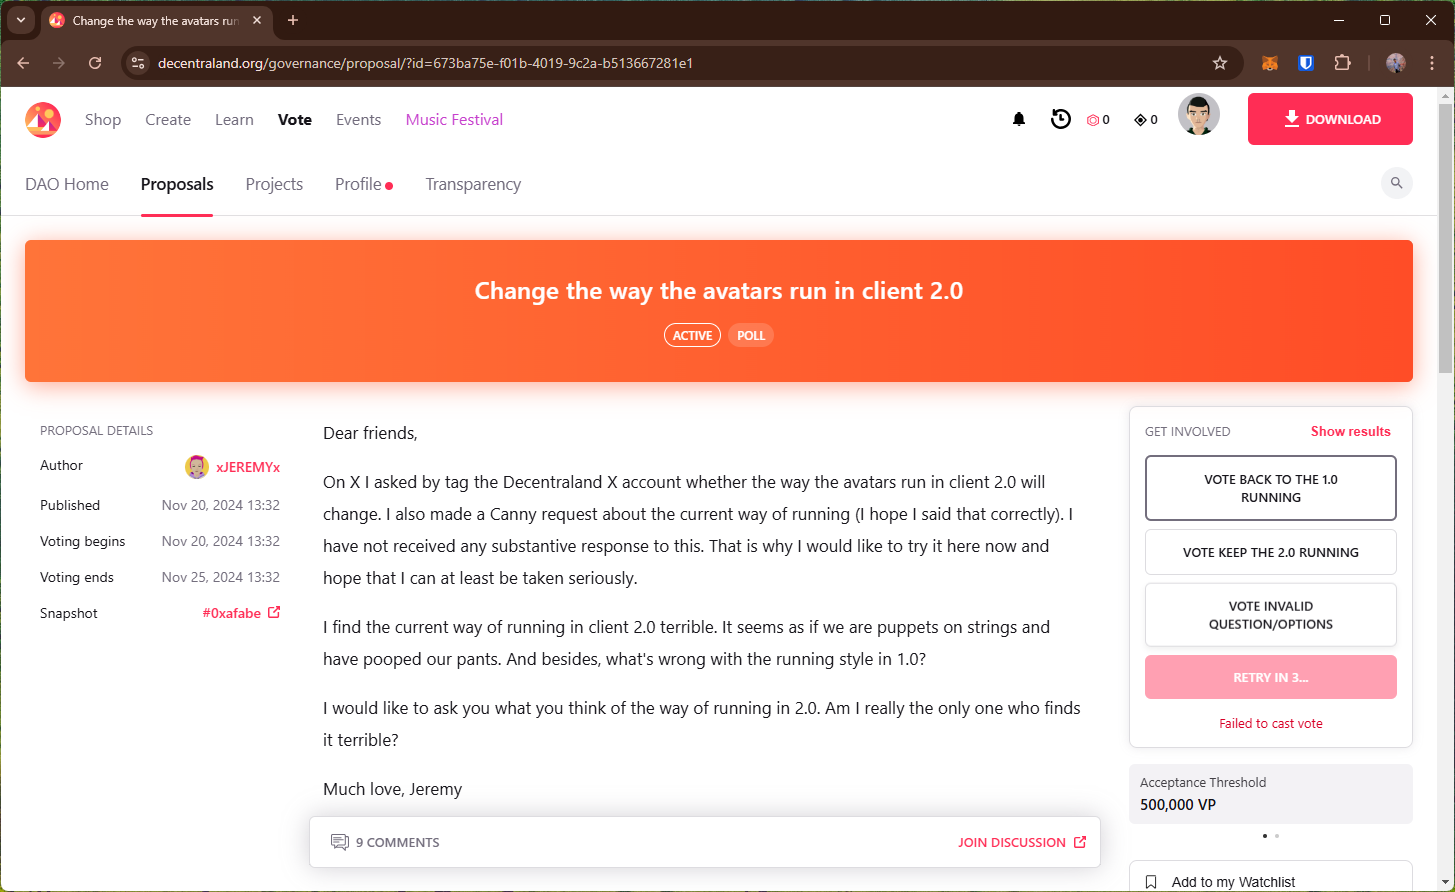 Change the way the avatars run
decentraland.org/governance/proposal/?id=673ba75e-f01b-4019-9c2a-b513667281e1
Shop Create Learn Vote Events Music Festival 0 0 DOWNLOAD
DAO Home Proposals Projects Profile Transparency
Change the way the avatars run in client 2.0
ACTIVE POLL
PROPOSAL DETAILS
Author xJEREMYx
Published Nov 20, 2024 13:32
Voting begins Nov 20, 2024 13:32
Voting ends Nov 25, 2024 13:32
Snapshot #0xafabe
Dear friends,
On X I asked by tag the Decentraland X account whether the way the avatars run in client 2.0 will
change. I also made a Canny request about the current way of running (I hope I said that correctly). I
have not received any substantive response to this. That is why I would like to try it here now and
hope that I can at least be taken seriously.
I find the current way of running in client 2.0 terrible. It seems as if we are puppets on strings and
have pooped our pants. And besides, what's wrong with the running style in 1.0?
I would like to ask you what you think of the way of running in 2.0. Am I really the only one who finds
it terrible?
Much love, Jeremy
9 COMMENTS JOIN DISCUSSION
GET INVOLVED Show results
VOTE BACK TO THE 1.0
RUNNING
VOTE KEEP THE 2.0 RUNNING
VOTE INVALID
QUESTION/OPTIONS
RETRY IN 3...
Failed to cast vote
Acceptance Threshold
500,000 VP
Add to my Watchlist